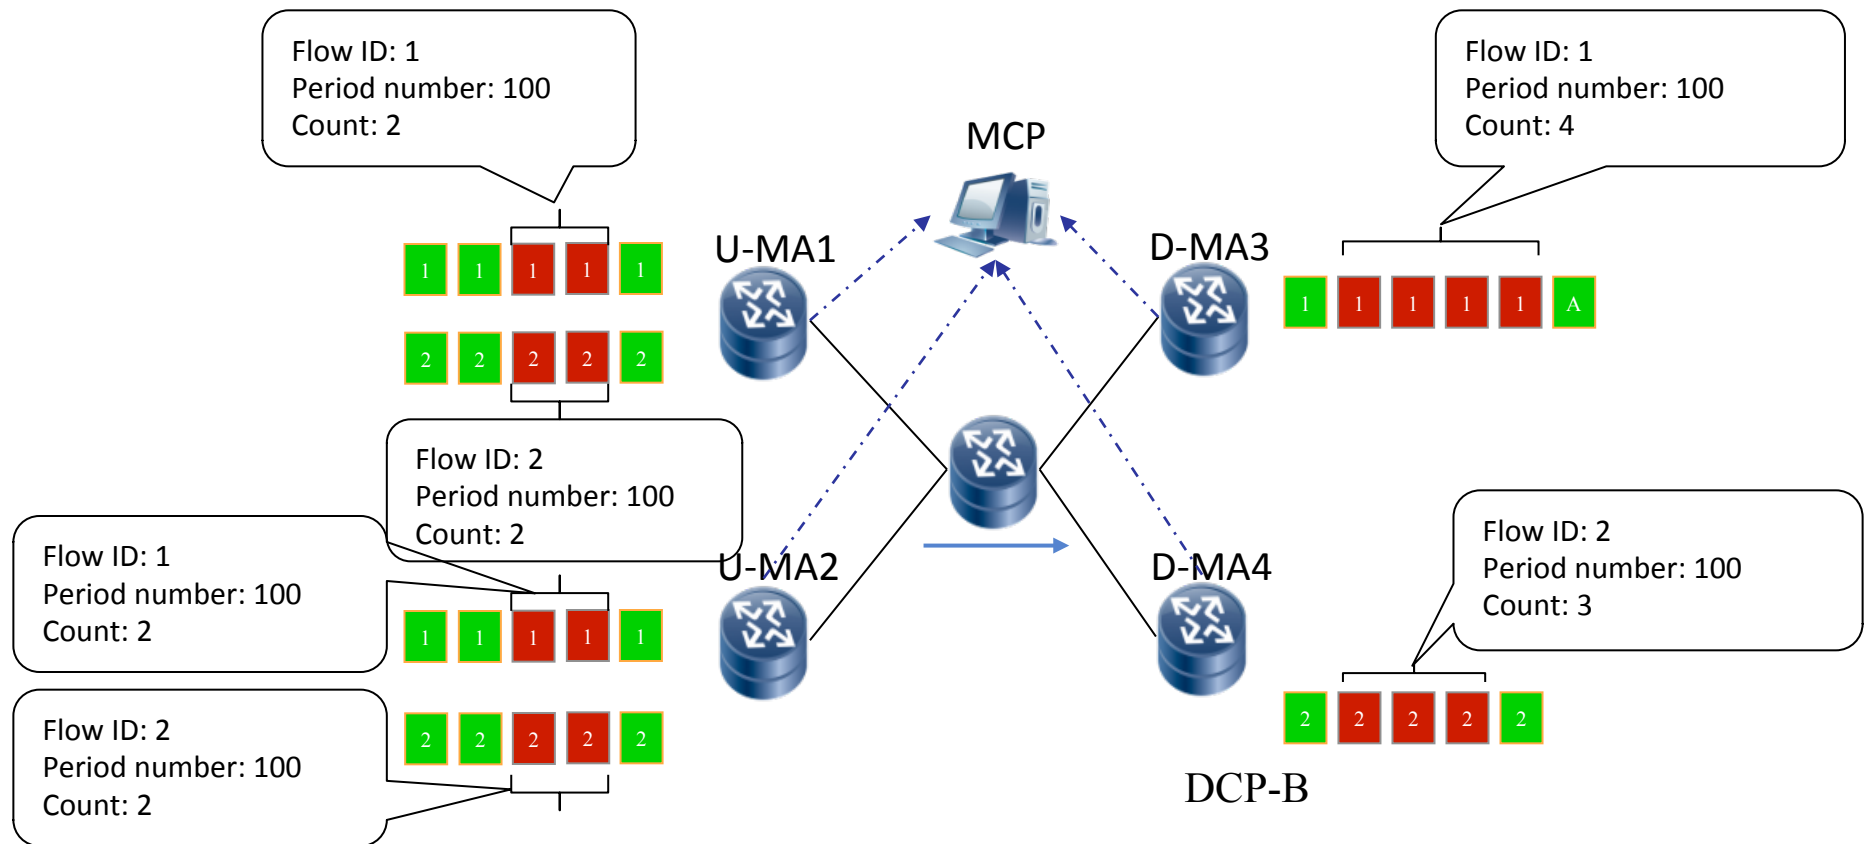 Flow ID: 1
Period number: 100
Count: 2
Flow ID: 1
Period number: 100
Count: 4
MCP
U-MA1
D-MA3
1 1 1 1 1
1 1 1 1 1 A
2 2 2 2 2
Flow ID: 2
Period number: 100
Count: 2
Flow ID: 1
Period number: 100
Count: 2
U-MA2
D-MA4
Flow ID: 2
Period number: 100
Count: 3
1 1 1 1 1
2 2 2 2 2
Flow ID: 2
Period number: 100
Count: 2
2 2 2 2 2
DCP-B